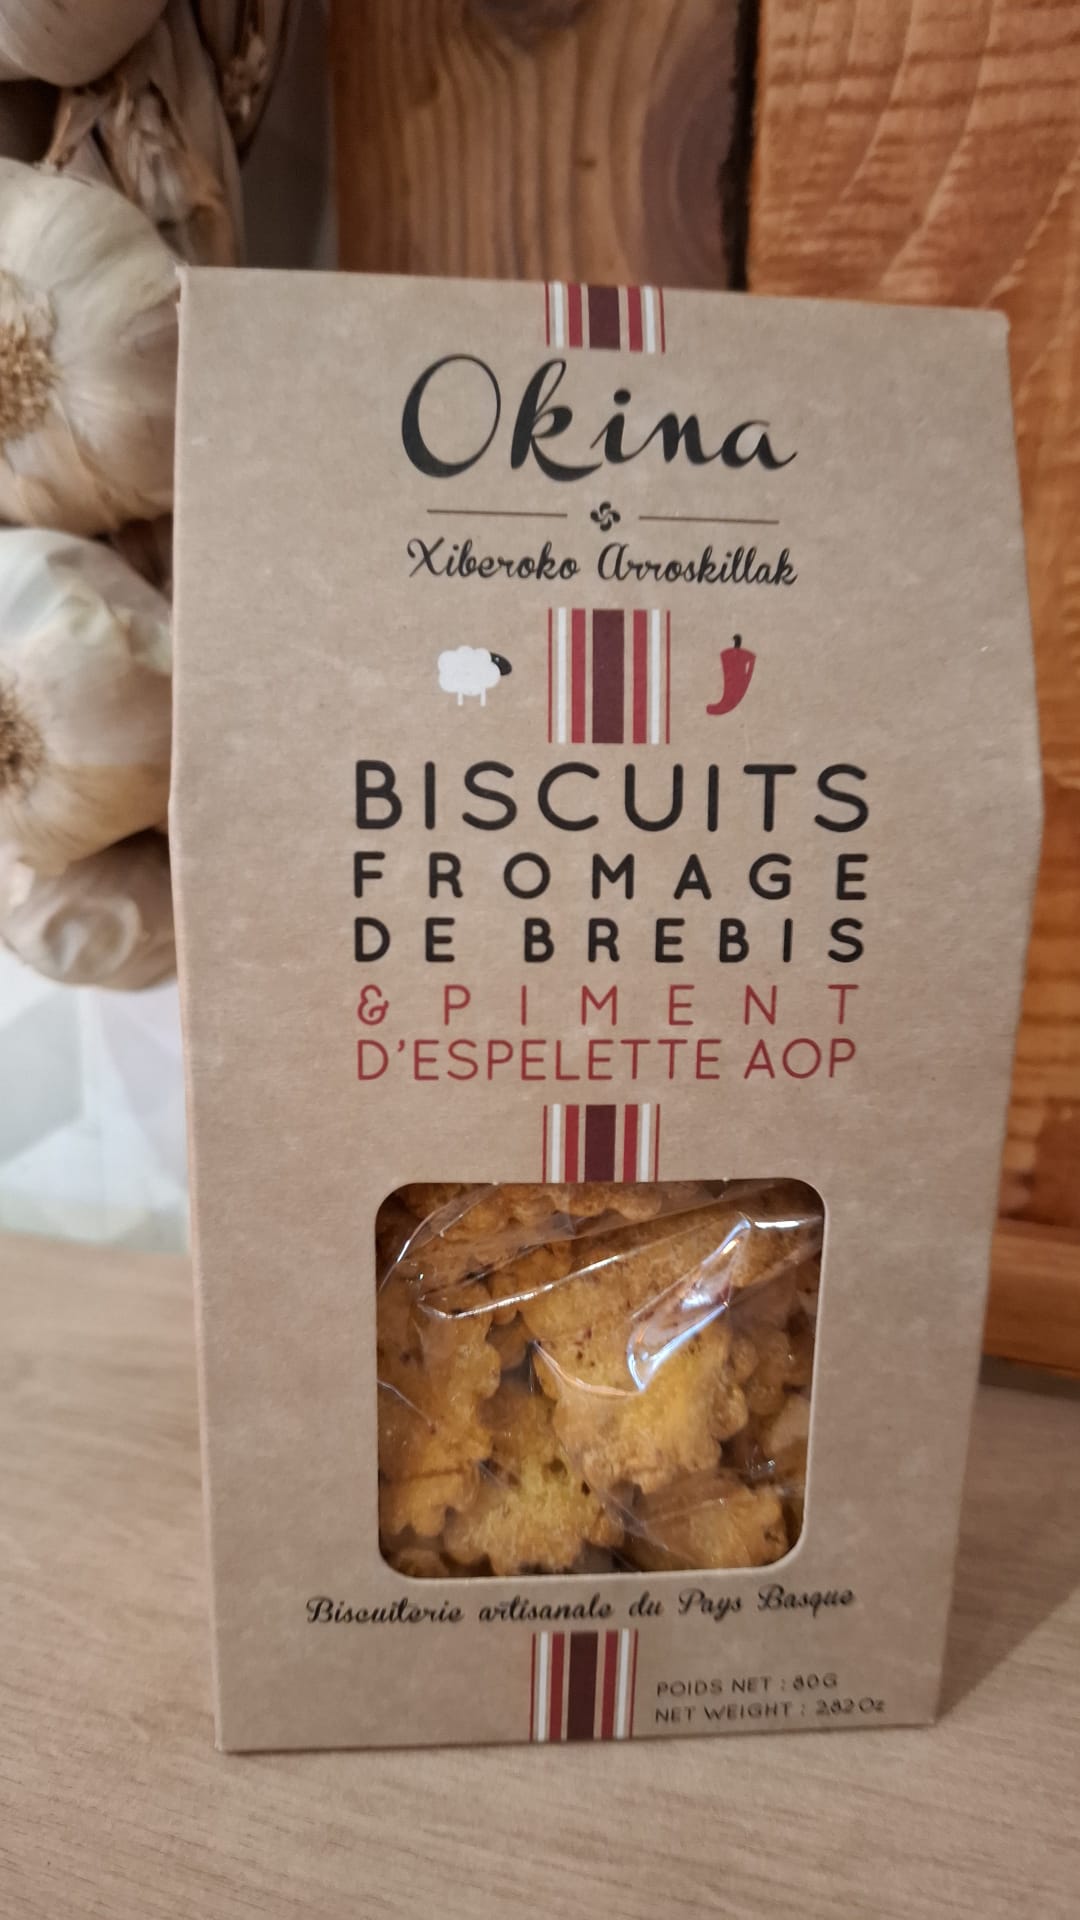 Okina
Xiberoko Arroskillak
BISCUITS
FROMAGE
DE BREBIS
& PIMENT
D'ESPELETTE AOP
Biscuiterie artisanale du Pays Basque
POIDS NET : 80G
NET WEIGHT : 2.82 Oz